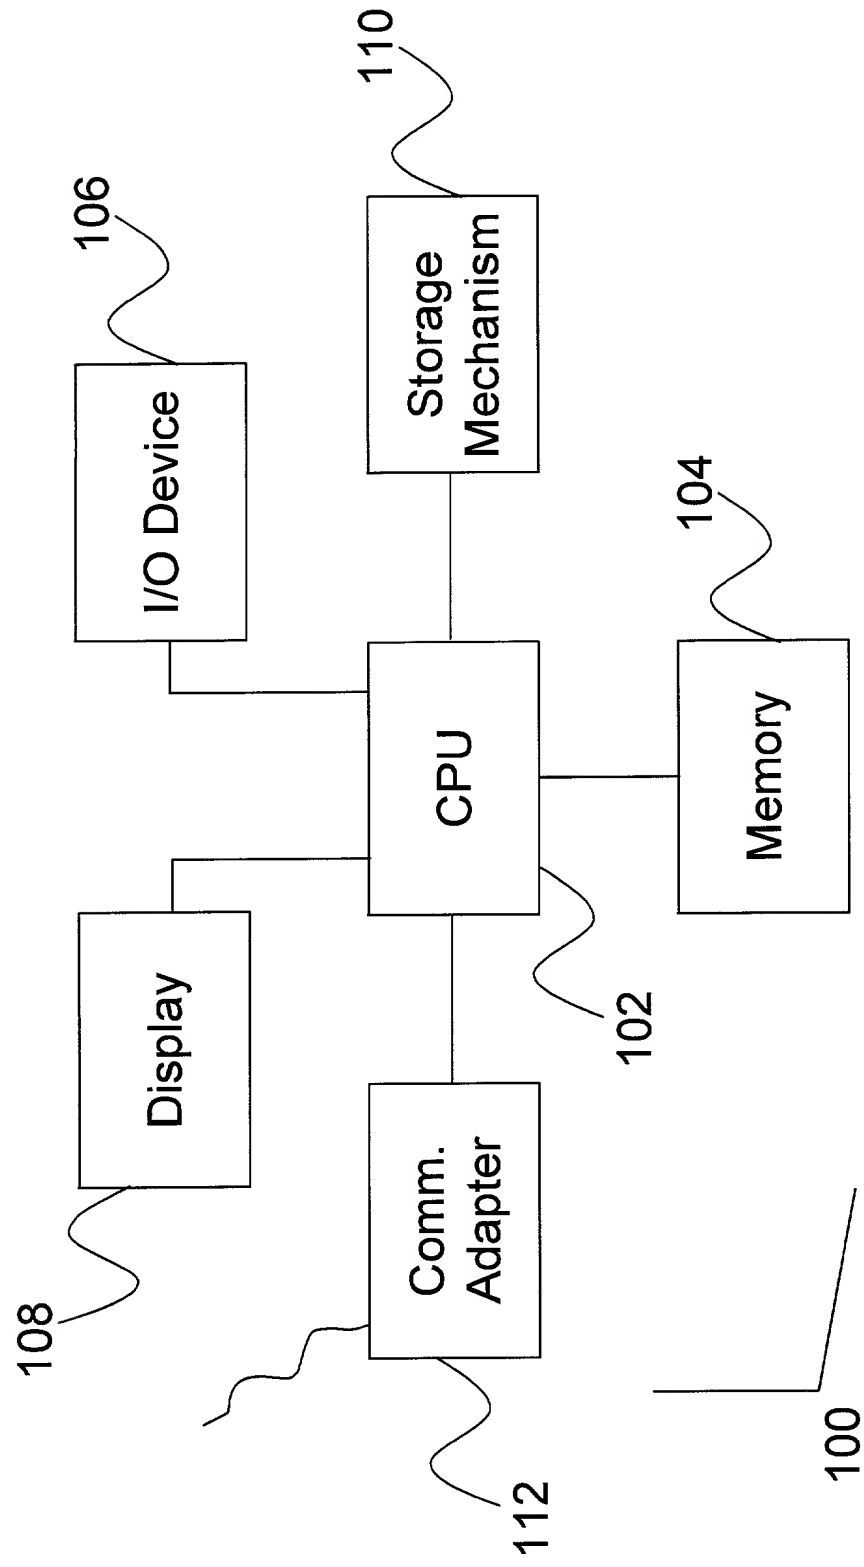 108
Display
I/O Device
106
112
Comm.
Adapter
CPU
102
Storage
Mechanism
110
Memory
104
100